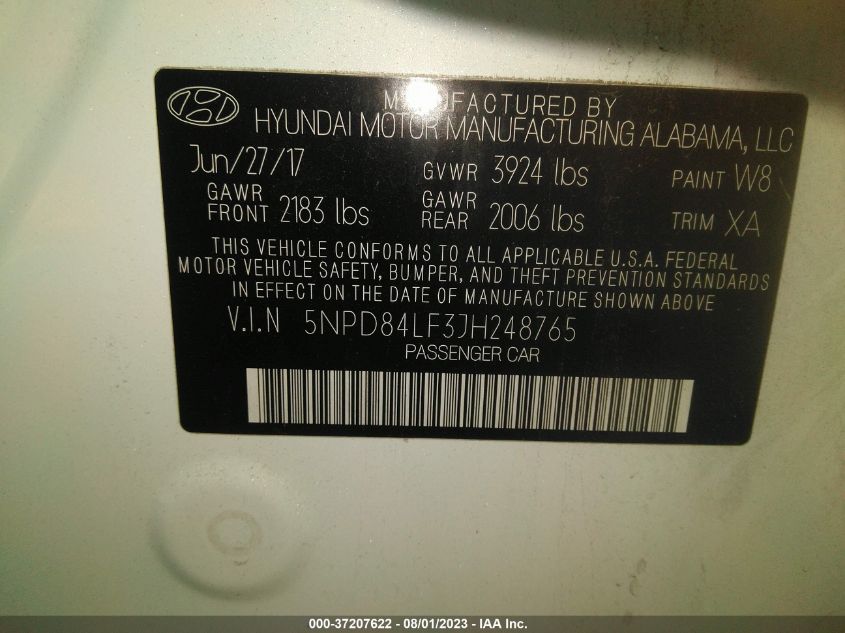 MANUFACTURED BY
HYUNDAI MOTOR MANUFACTURING ALABAMA, LLC
Jun/27/17 GVWR 3924 lbs PAINT W8
GAWR FRONT 2183 lbs GAWR REAR 2006 lbs TRIM XA
THIS VEHICLE CONFORMS TO ALL APPLICABLE U.S.A. FEDERAL
MOTOR VEHICLE SAFETY, BUMPER, AND THEFT PREVENTION STANDARDS
IN EFFECT ON THE DATE OF MANUFACTURE SHOWN ABOVE
V.I.N 5NPD84LF3JH248765
PASSENGER CAR
000-37207622 - 08/01/2023 - IAA Inc.